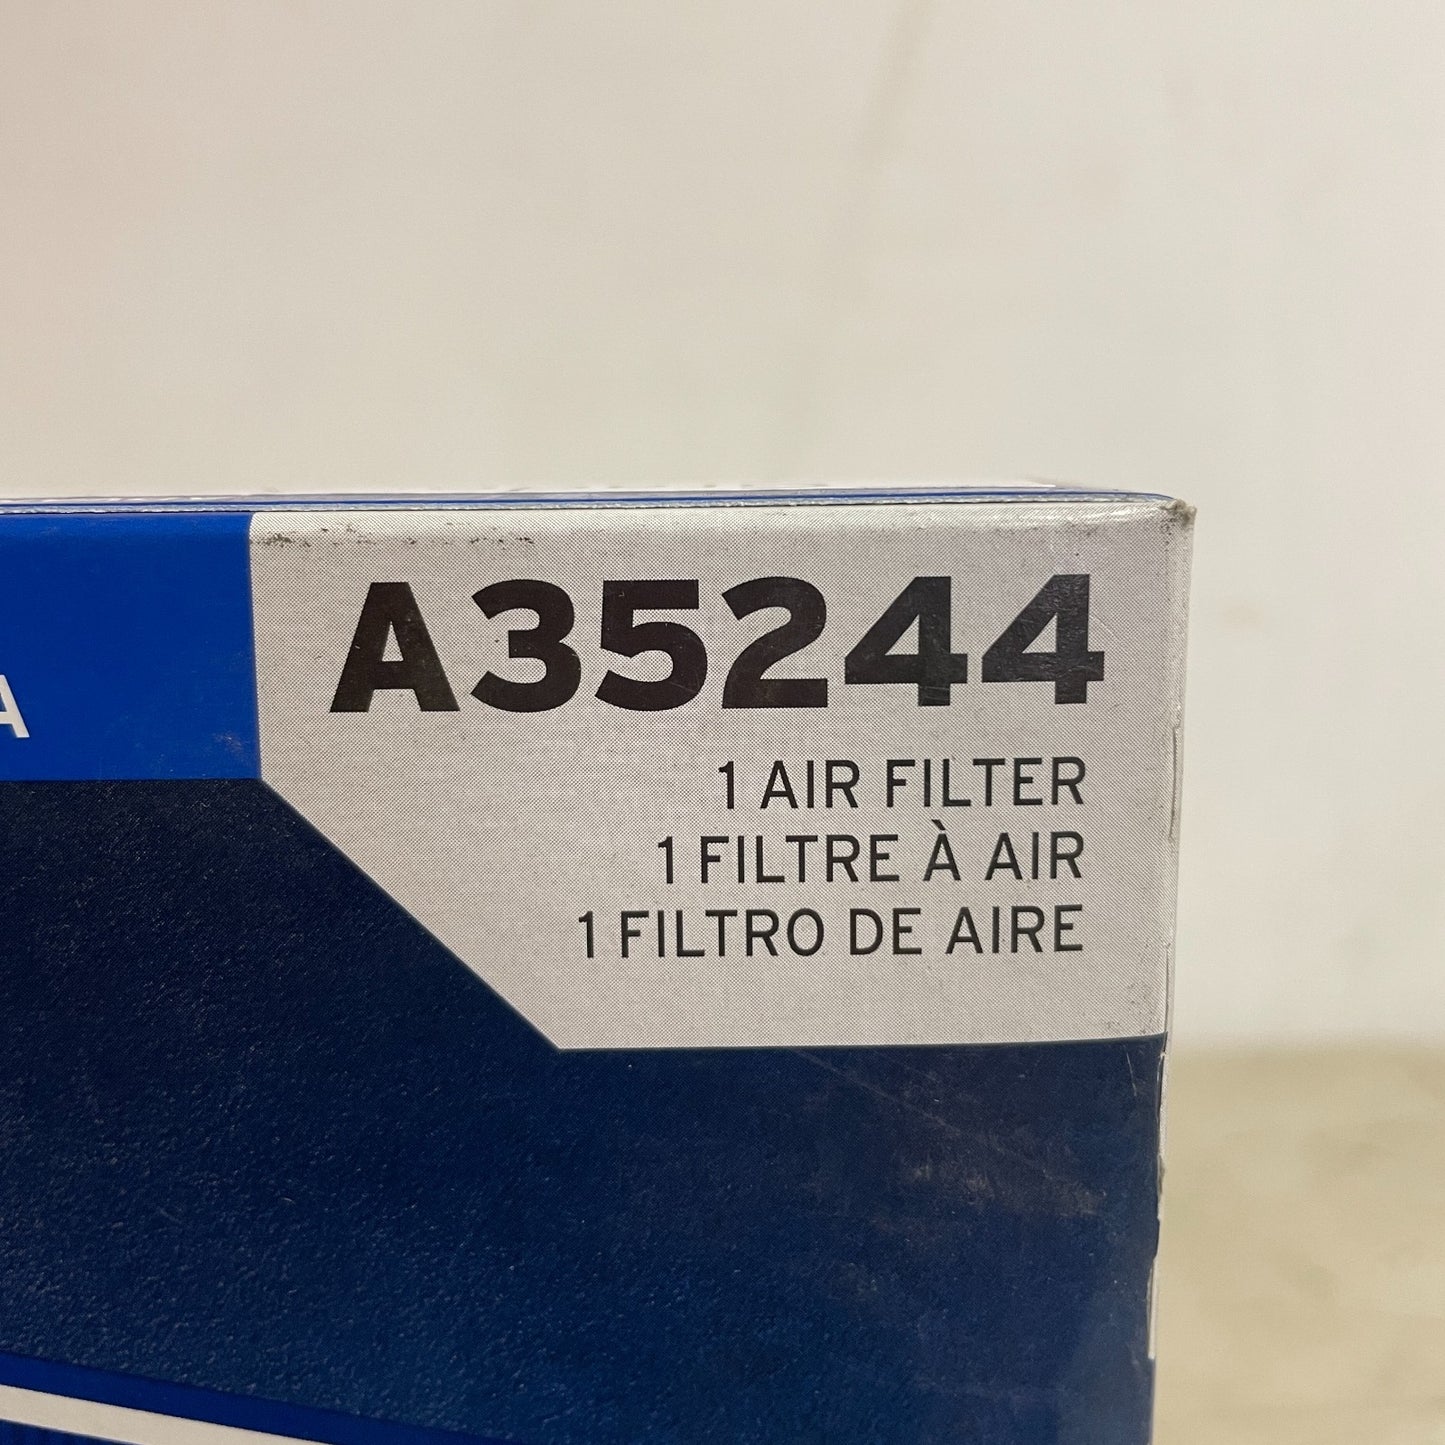 A35244
1 AIR FILTER
1 FILTRE À AIR
1 FILTRO DE AIRE